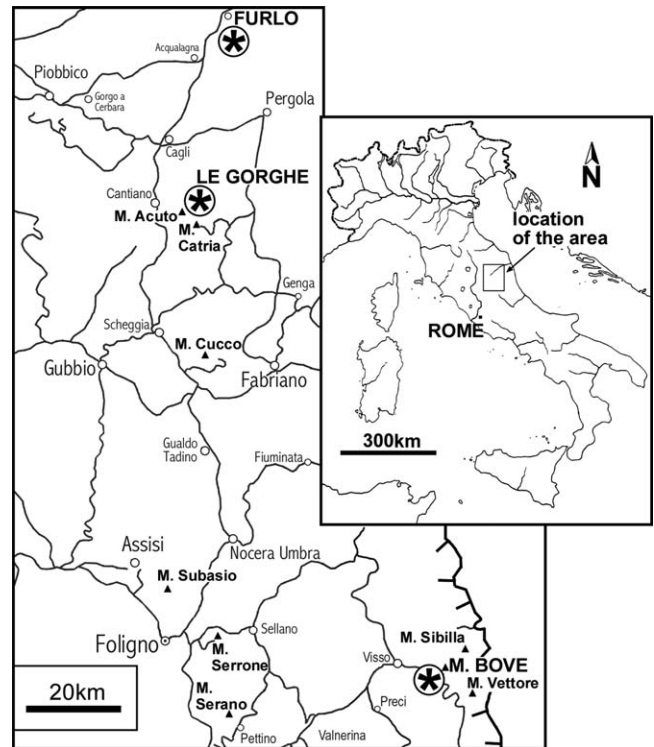 FURLO
Acqualagna
Piobbico
Gorgo a
Cerbara
Pergola
Cagli
LE GORGHE
Cantiano
M. Acuto
M.
Catria
Genga
Scheggia
M. Cucco
Gubbio
Fabriano
Gualdo
Tadino
Fiuminata
Assisi
Nocera Umbra
M. Subasio
Foligno
Sellano
M.
Serrone
M. Sibilla
Visso
M. BOVE
M. Vettore
M.
Serano
Preci
Pettino
Valnerina
20km
N
location
of the area
ROME
300km